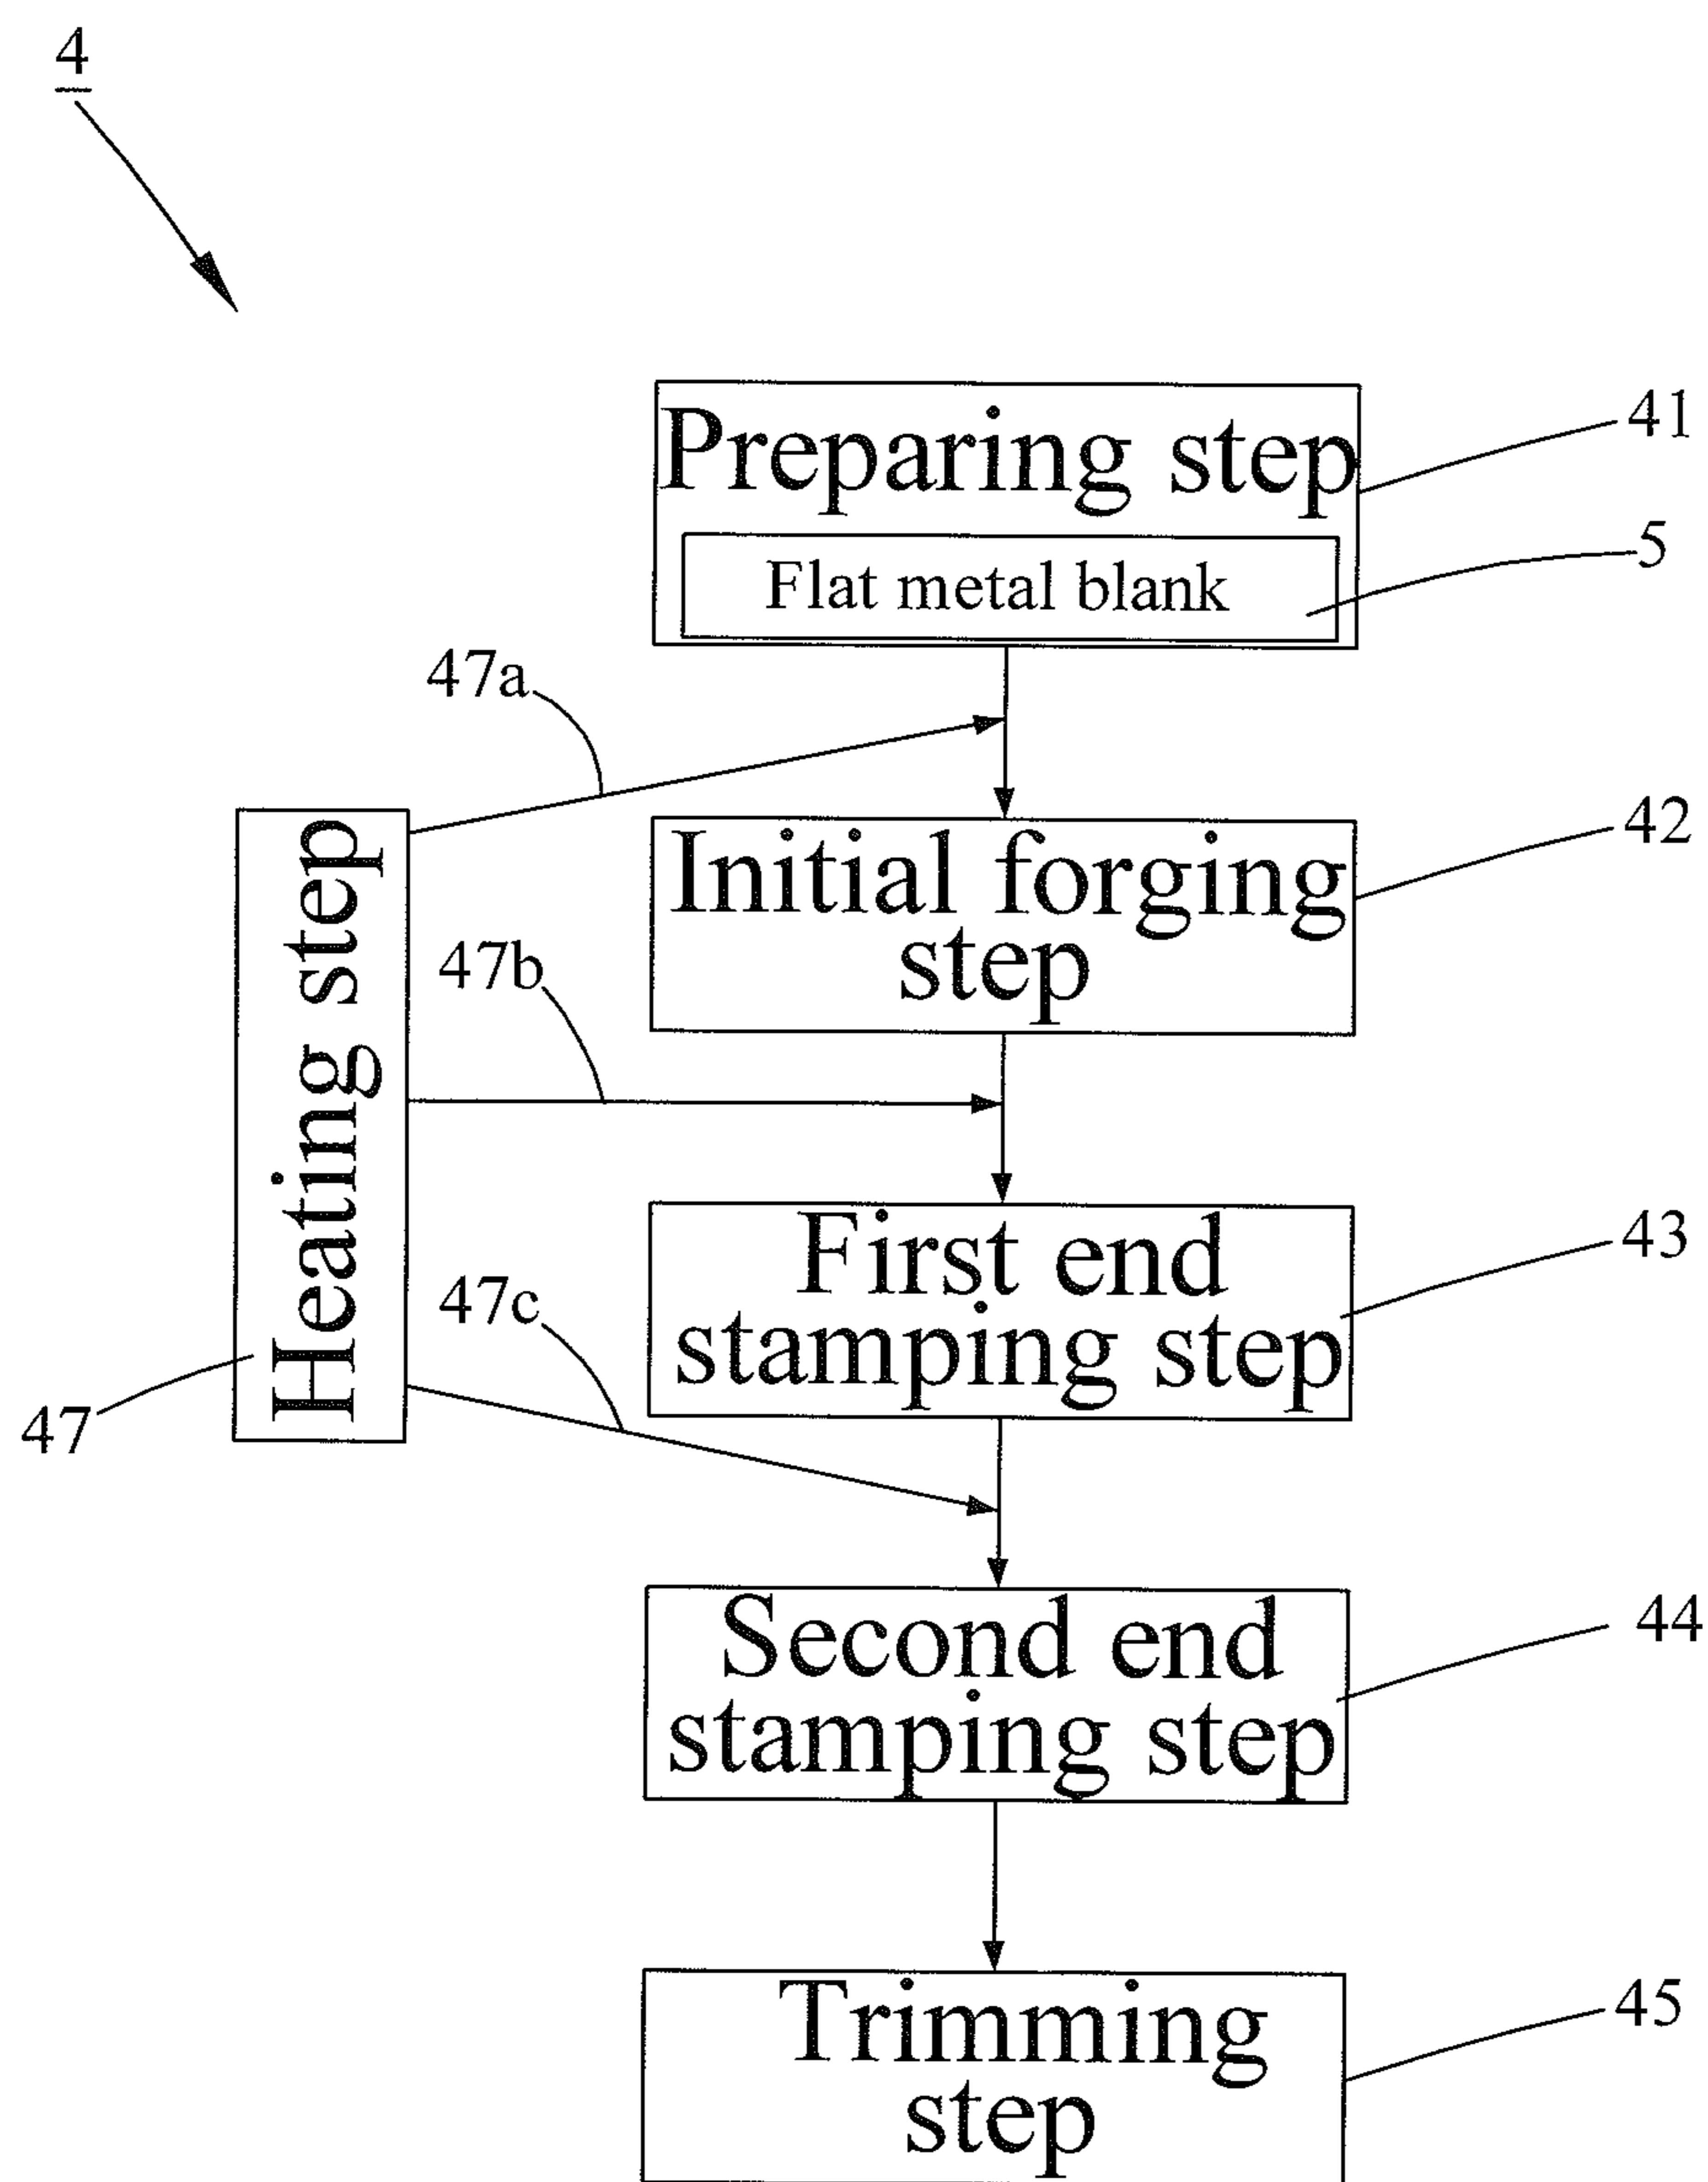 4
Preparing step
41
Flat metal blank
5
47a
Initial forging
step
42
Heating step
47b
First end
stamping step
43
47c
47
Second end
stamping step
44
Trimming
step
45